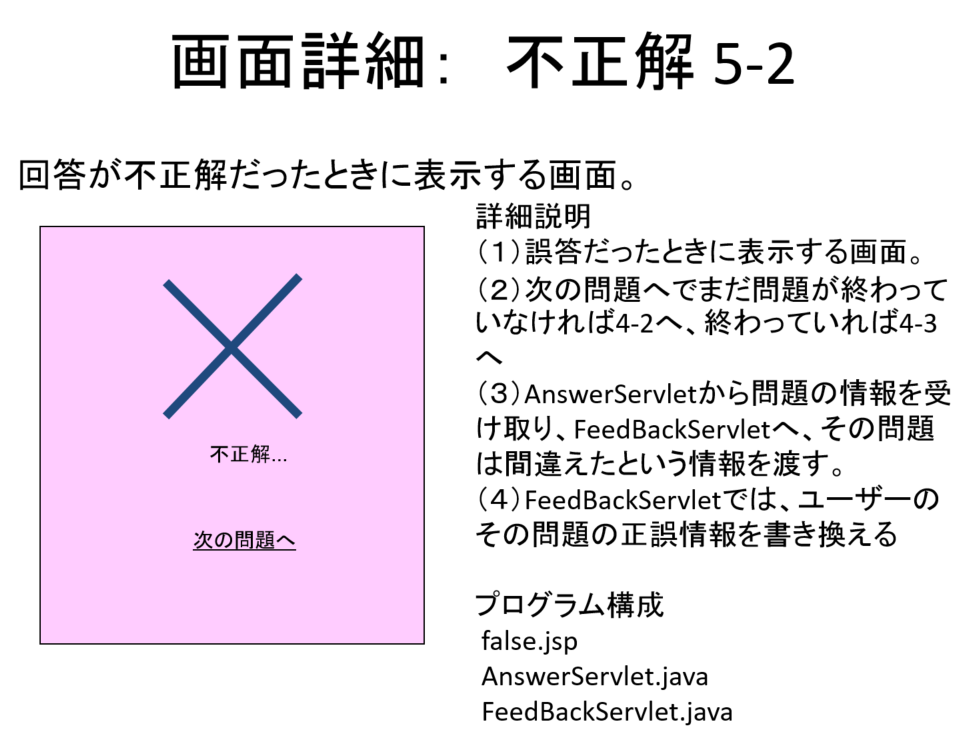 画面詳細： 不正解 5-2
回答が不正解だったときに表示する画面。
不正解…
次の問題へ
詳細説明
（１）誤答だったときに表示する画面。
（２）次の問題へでまだ問題が終わって
いなければ4-2へ、終わっていれば4-3
へ
（３）AnswerServletから問題の情報を受
け取り、FeedBackServletへ、その問題
は間違えたという情報を渡す。
（４）FeedBackServletでは、ユーザーの
その問題の正誤情報を書き換える
プログラム構成
false.jsp
AnswerServlet.java
FeedBackServlet.java